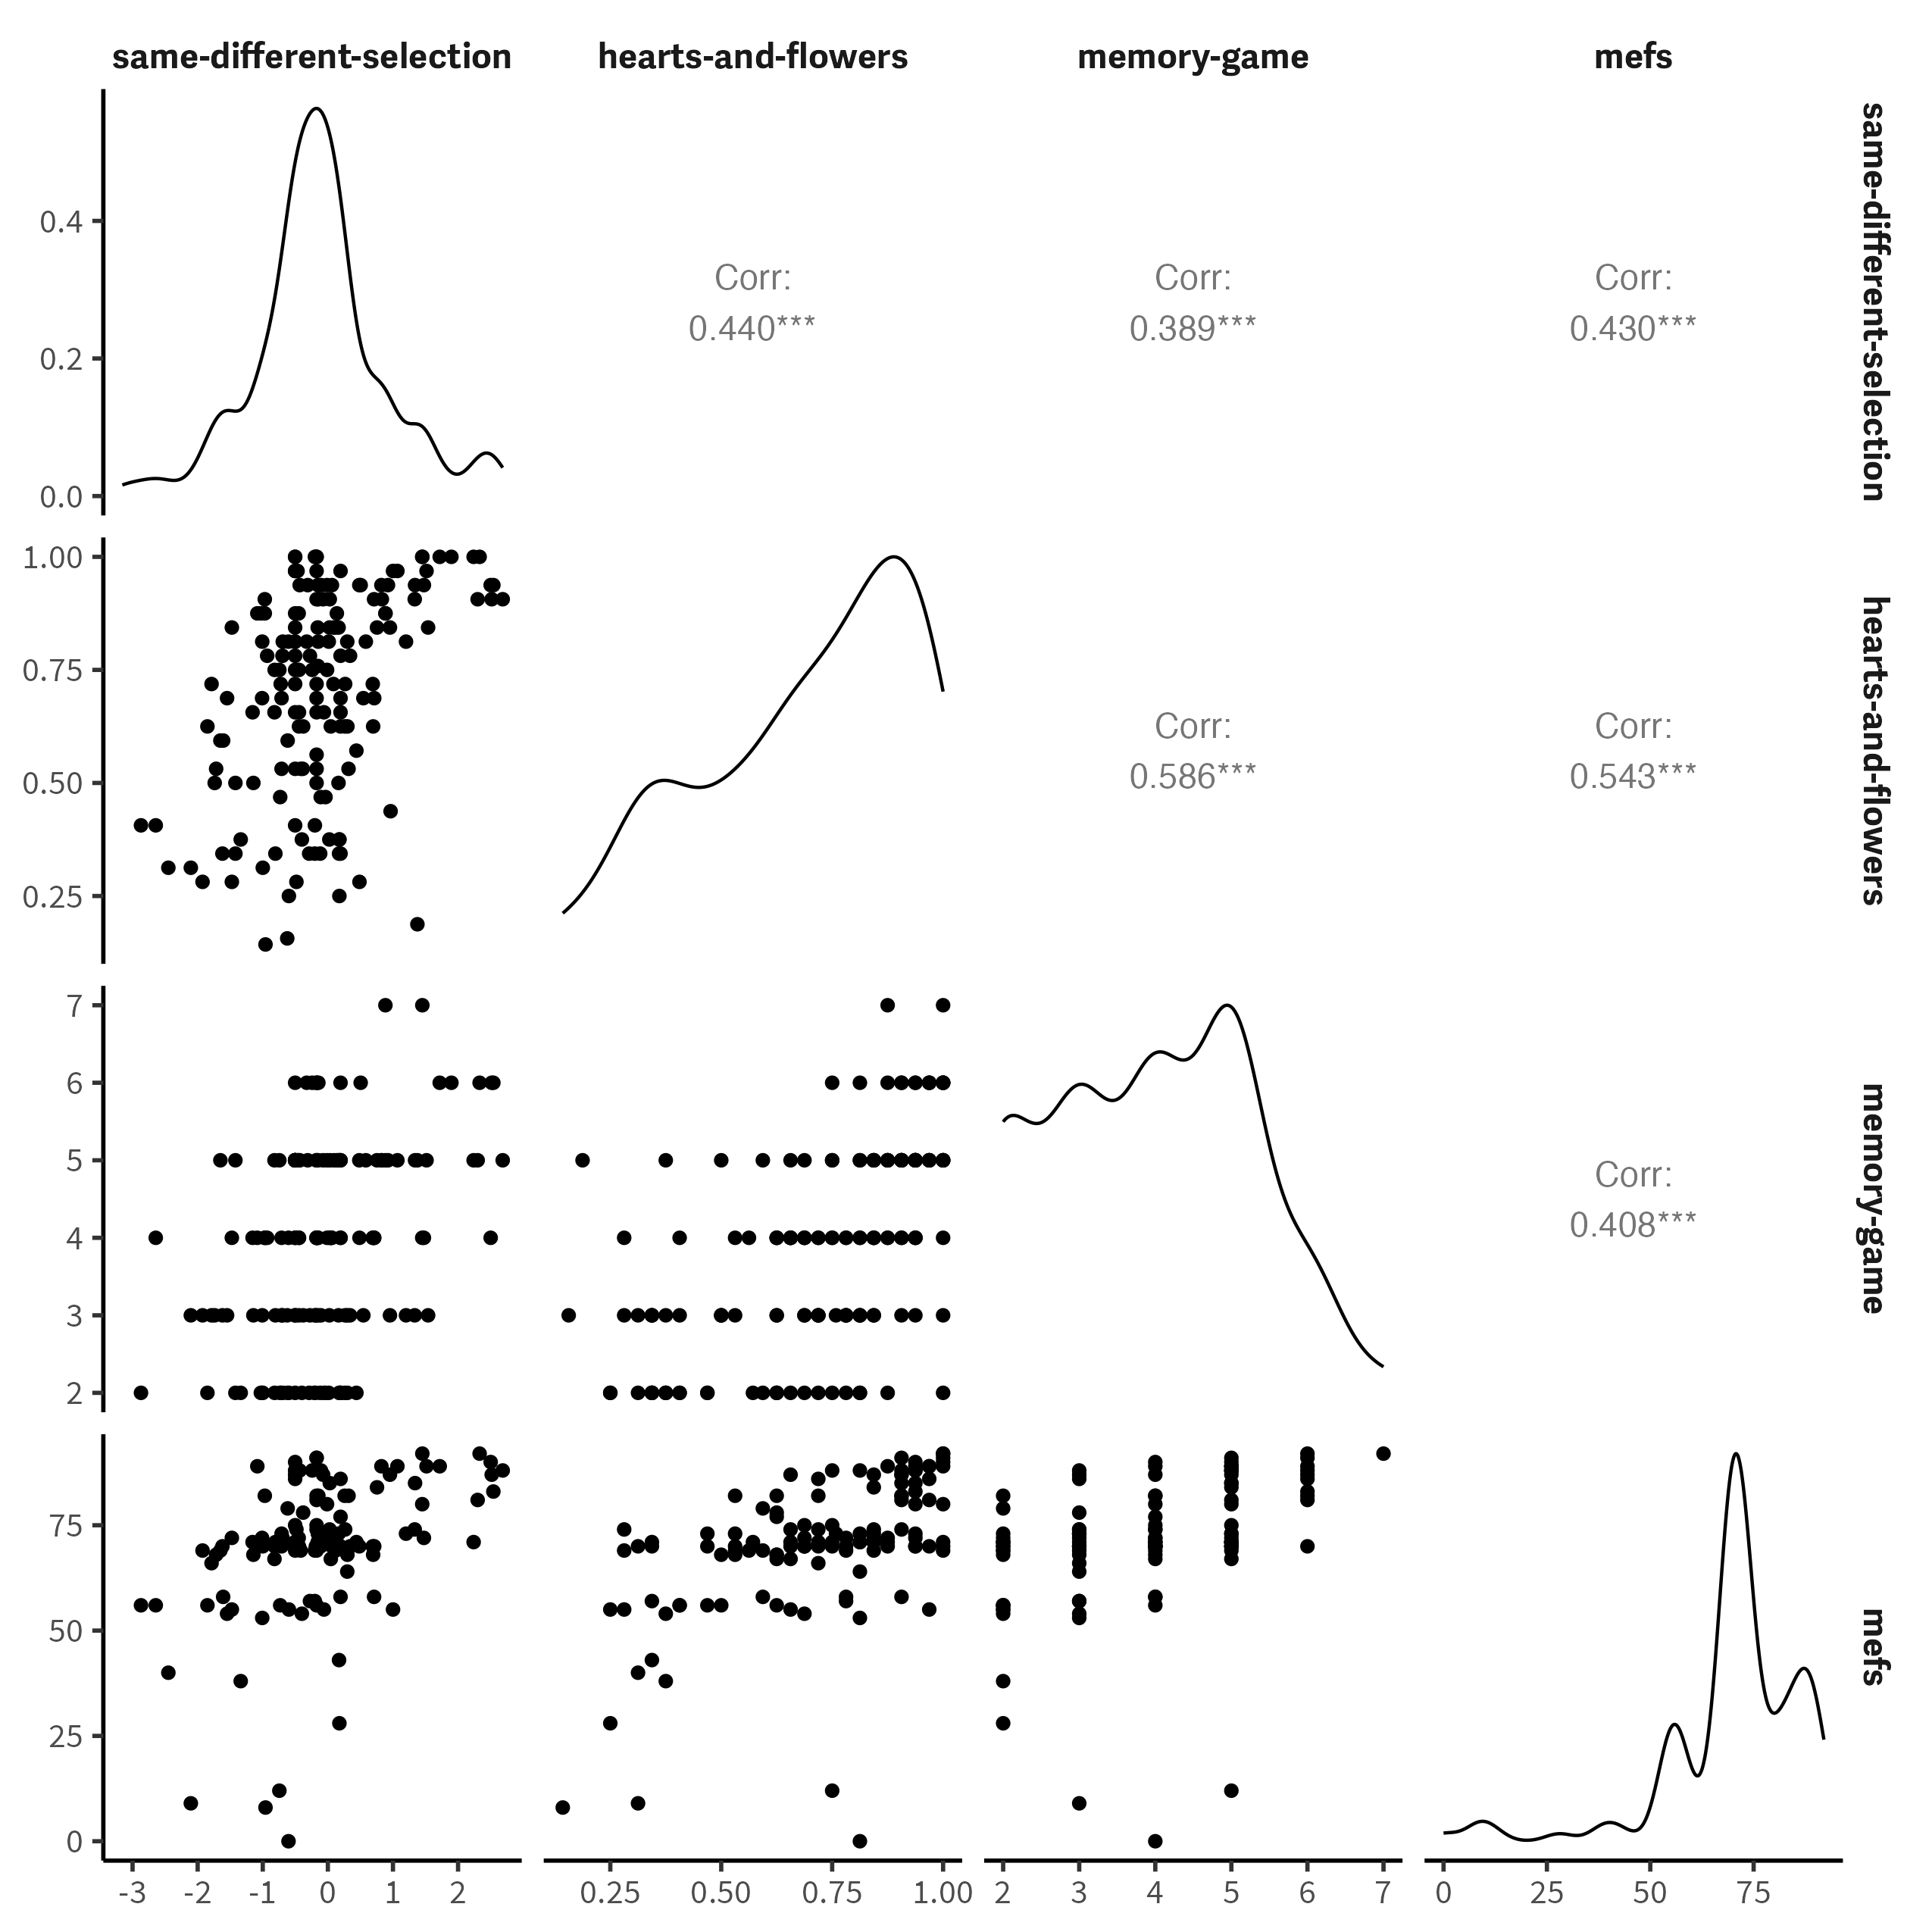 same-different-selection hearts-and-flowers memory-game mefs
same-different-selection
0.4
0.2
0.0
Corr:
0.440***
Corr:
0.389***
Corr:
0.430***
hearts-and-flowers
1.00
0.75
0.50
0.25
Corr:
0.586***
Corr:
0.543***
memory-game
7
6
5
4
3
2
Corr:
0.408***
mefs
75
50
25
0
-3 -2 -1 0 1 2
0.25 0.50 0.75 1.00
2 3 4 5 6 7
0 25 50 75